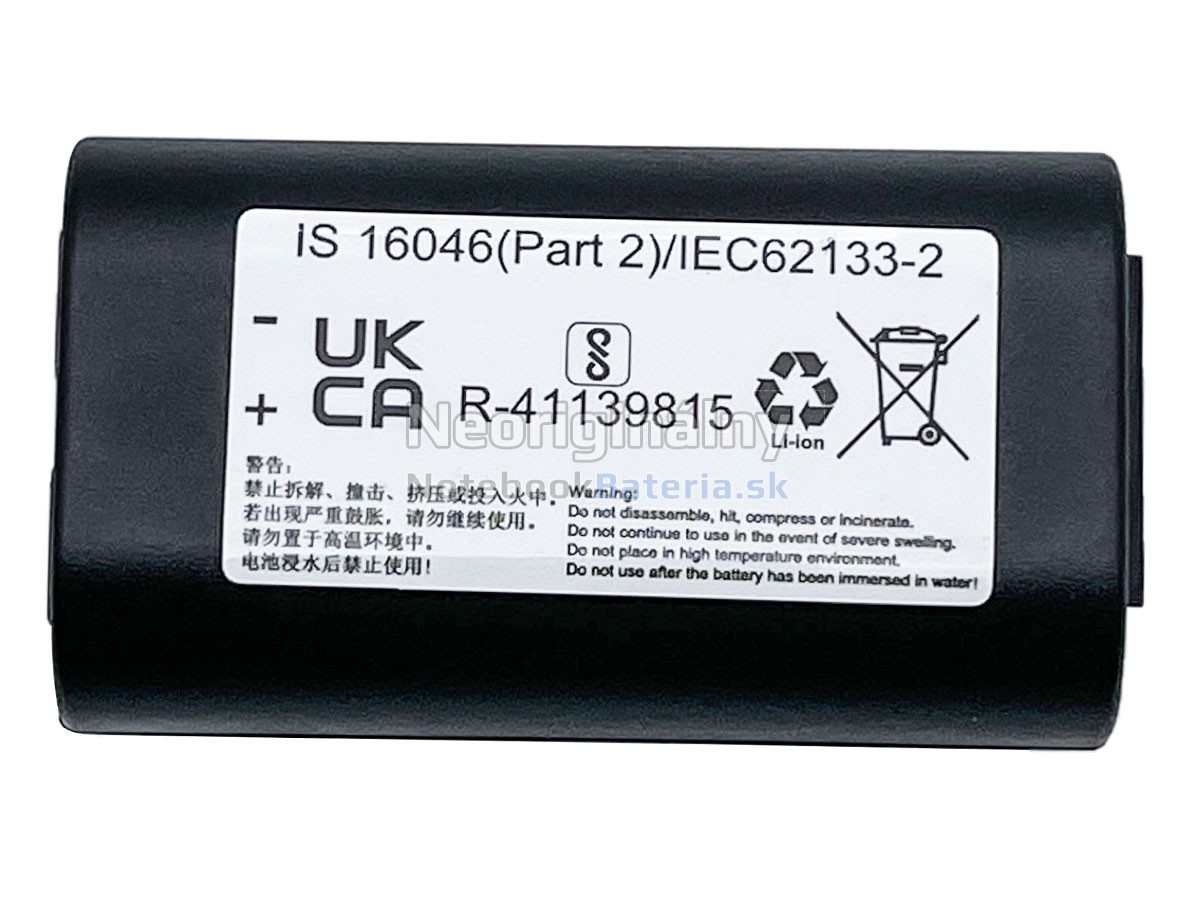 IS 16046(Part 2)/IEC62133-2
- UK
+ CA R-41139815
Li-ion
Neoriginálny
NotebookBateria.sk
警告:
禁止拆解、撞击、挤压或投入火中。
若出现严重鼓胀，请勿继续使用。
请勿置于高温环境中。
电池浸水后禁止使用!
Warning:
Do not disassemble, hit, compress or incinerate.
Do not continue to use in the event of severe swelling.
Do not place in high temperature environment.
Do not use after the battery has been immersed in water!